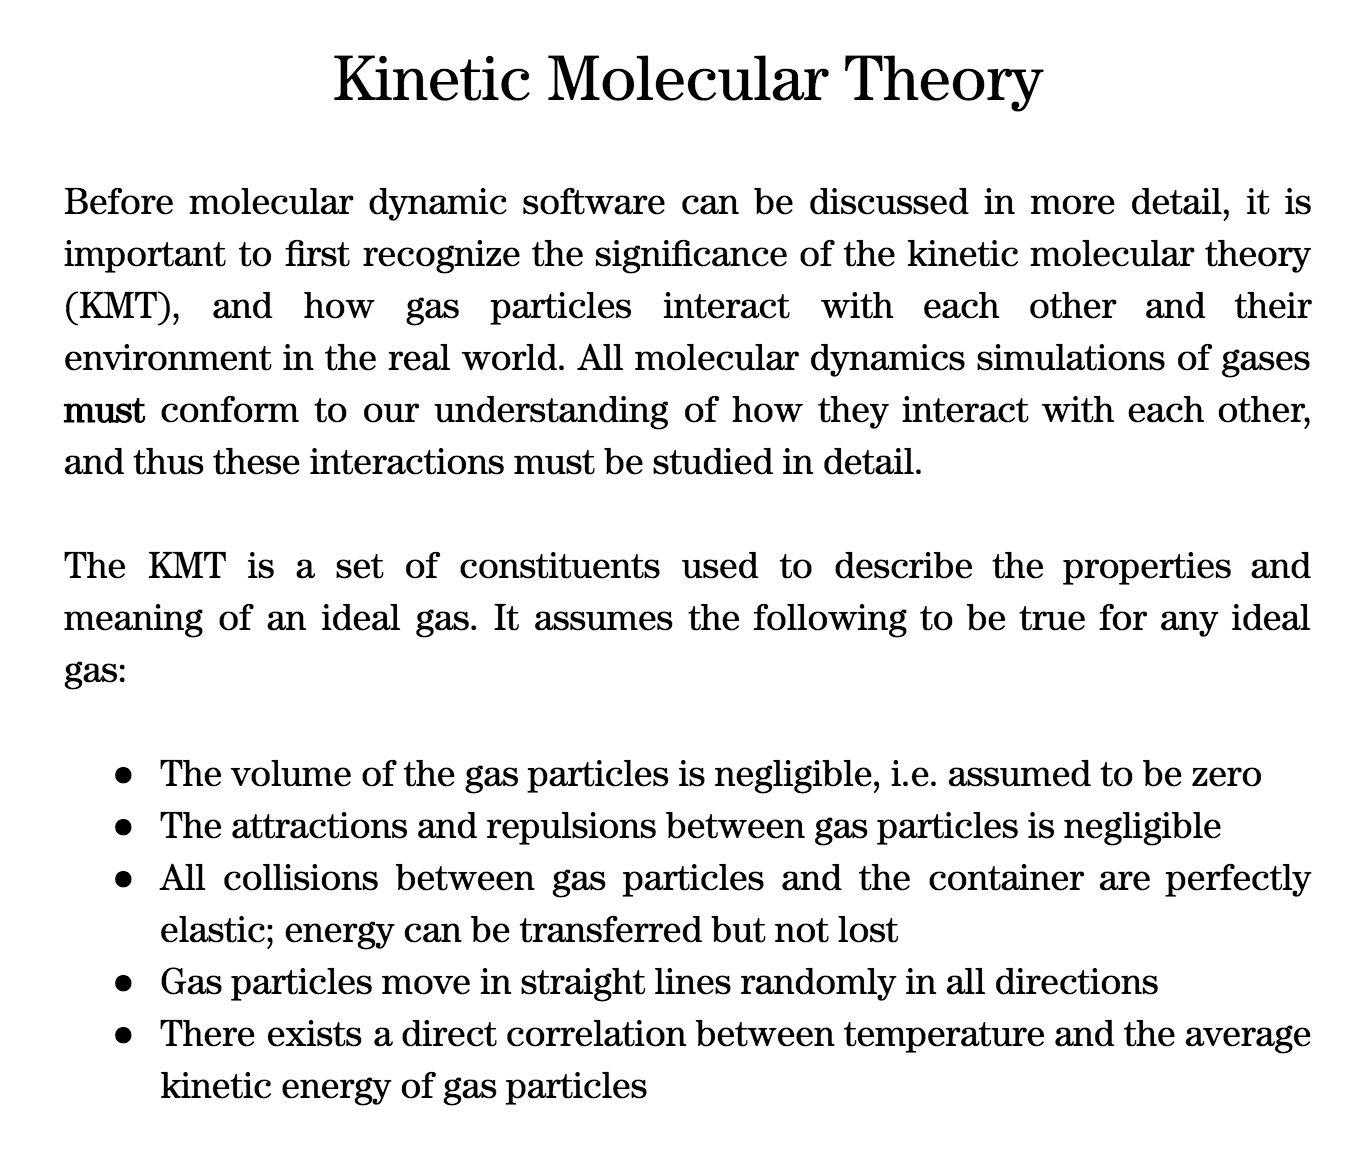 Kinetic Molecular Theory
Before molecular dynamic software can be discussed in more detail, it is
important to first recognize the significance of the kinetic molecular theory
(KMT), and how gas particles interact with each other and their
environment in the real world. All molecular dynamics simulations of gases
must conform to our understanding of how they interact with each other,
and thus these interactions must be studied in detail.
The KMT is a set of constituents used to describe the properties and
meaning of an ideal gas. It assumes the following to be true for any ideal
gas:
● The volume of the gas particles is negligible, i.e. assumed to be zero
● The attractions and repulsions between gas particles is negligible
● All collisions between gas particles and the container are perfectly
elastic; energy can be transferred but not lost
● Gas particles move in straight lines randomly in all directions
● There exists a direct correlation between temperature and the average
kinetic energy of gas particles